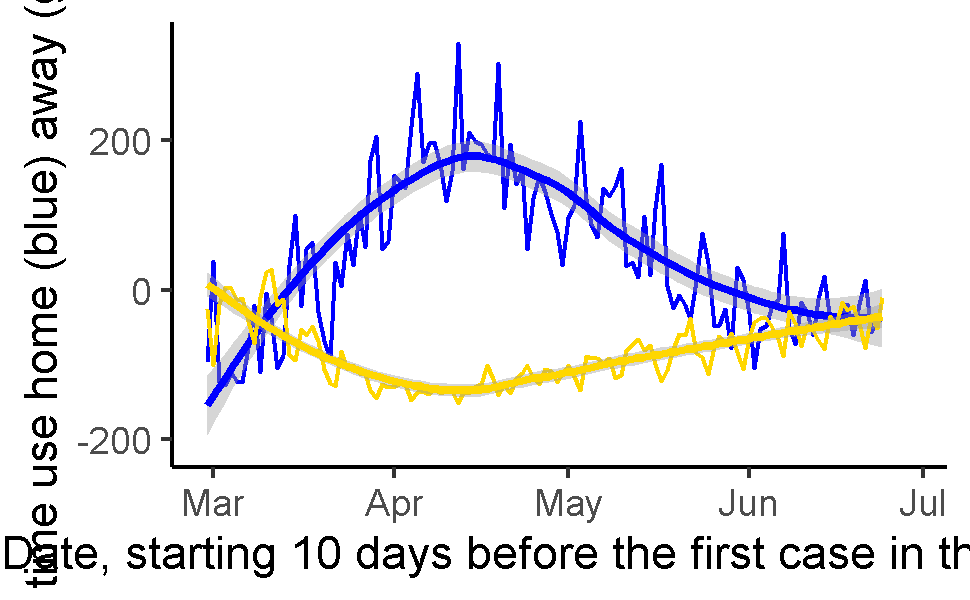 time use home (blue) away (
200
0
-200
Mar Apr May Jun Jul
Date, starting 10 days before the first case in th